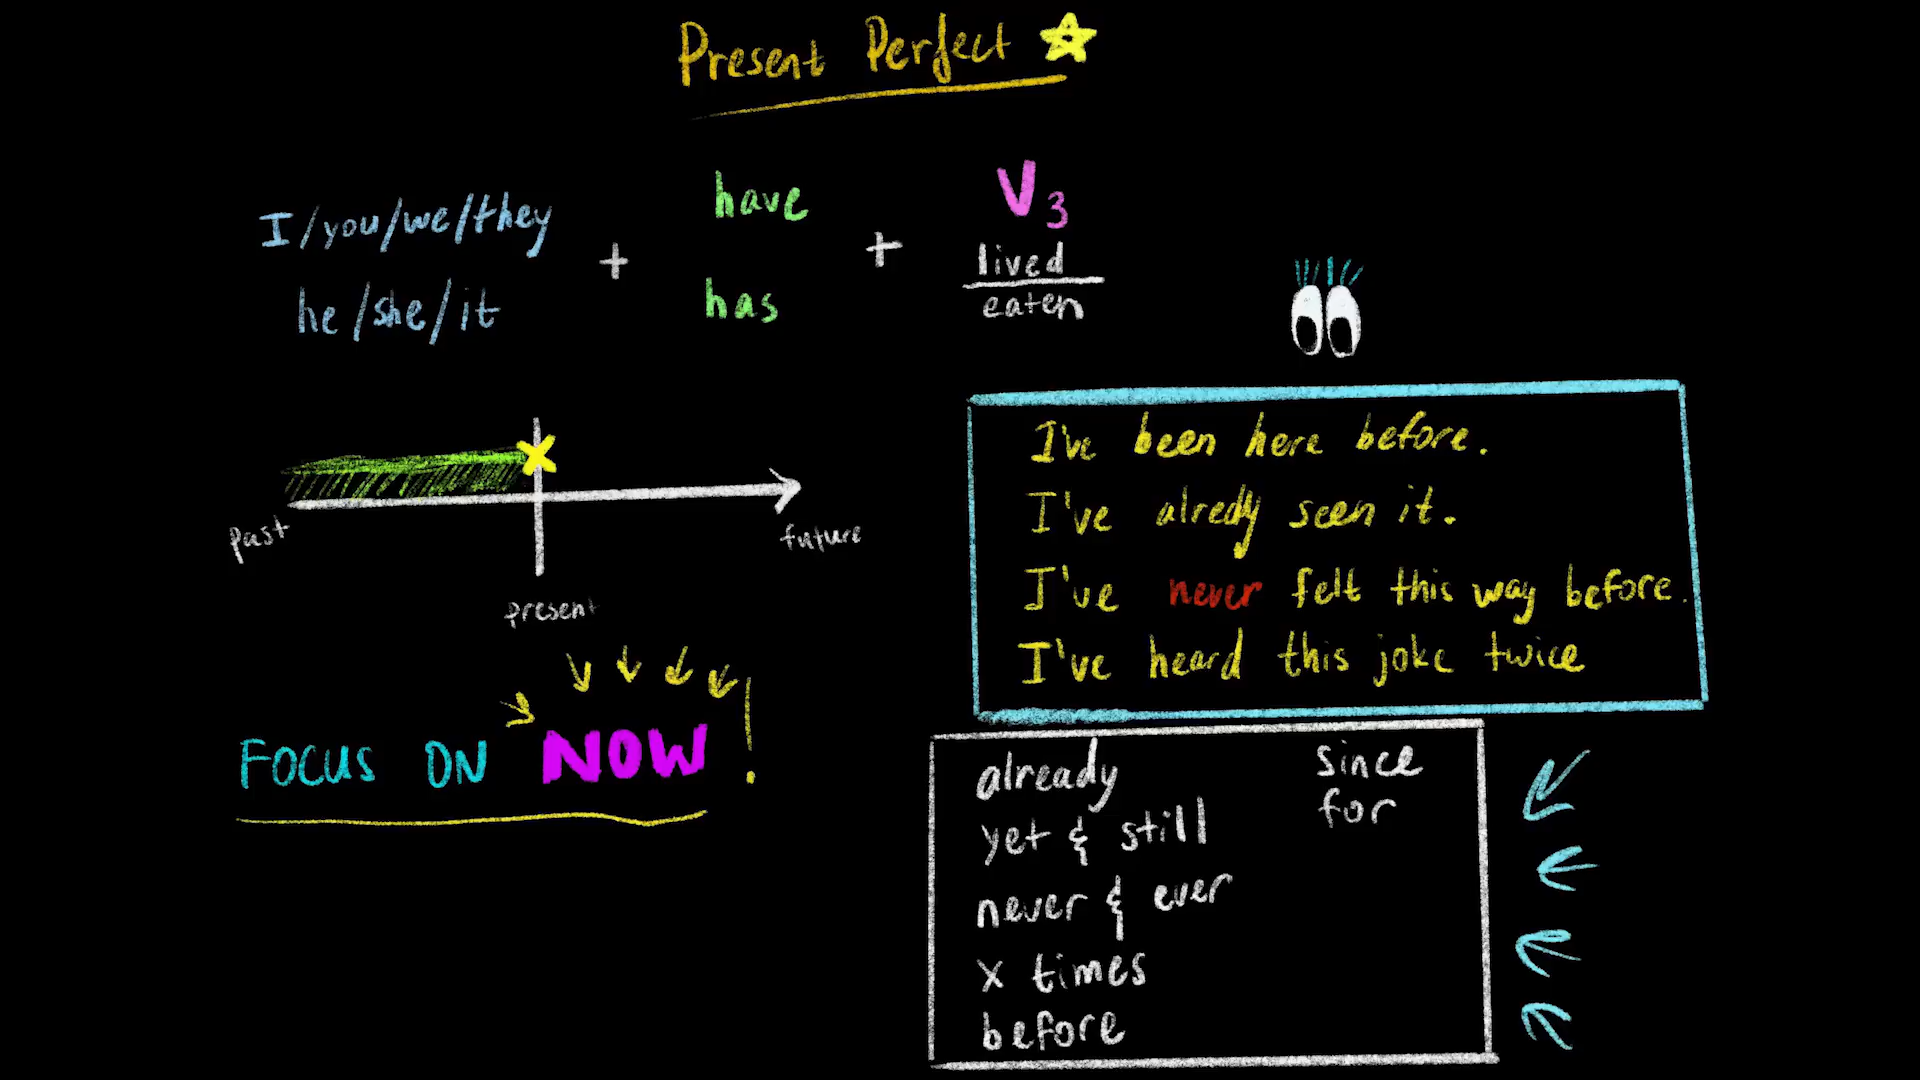 Present Perfect
I/you/we/they + have + V3
he/she/it has
lived
eaten
past
present
future
FOCUS ON NOW!
I've been here before.
I've alredy seen it.
I've never felt this way before.
I've heard this joke twice
already
yet & still
never & ever
x times
before
since
for